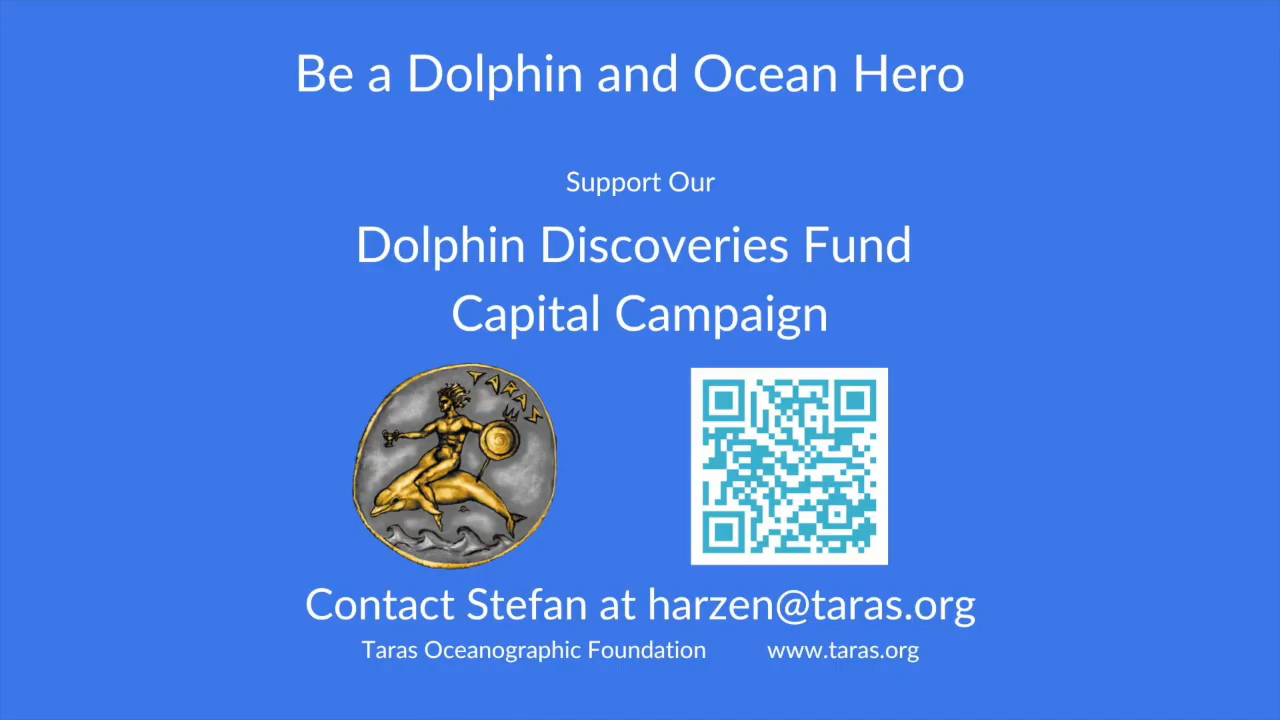 Be a Dolphin and Ocean Hero
Support Our
Dolphin Discoveries Fund
Capital Campaign
TARAS
Contact Stefan at harzen@taras.org
Taras Oceanographic Foundation www.taras.org